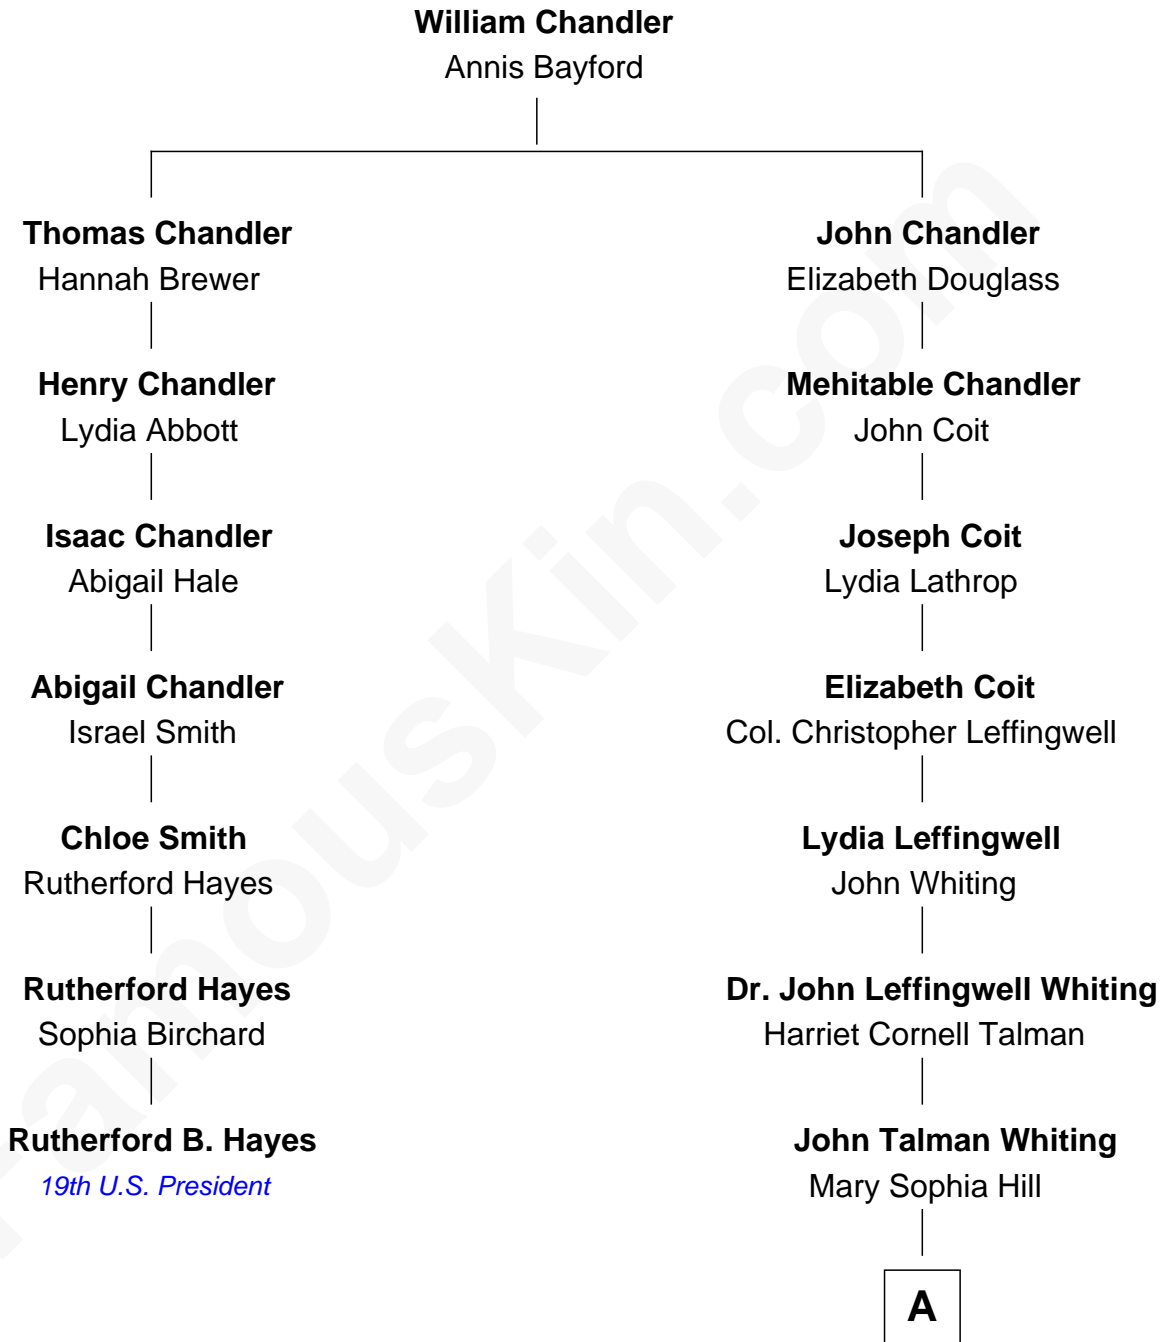 William Chandler
Annis Bayford
Thomas Chandler
Hannah Brewer
Henry Chandler
Lydia Abbott
Isaac Chandler
Abigail Hale
Abigail Chandler
Israel Smith
Chloe Smith
Rutherford Hayes
Rutherford Hayes
Sophia Birchard
Rutherford B. Hayes
19th U.S. President
John Chandler
Elizabeth Douglass
Mehitable Chandler
John Coit
Joseph Coit
Lydia Lathrop
Elizabeth Coit
Col. Christopher Leffingwell
Lydia Leffingwell
John Whiting
Dr. John Leffingwell Whiting
Harriet Cornell Talman
John Talman Whiting
Mary Sophia Hill
A
FamousKin.com